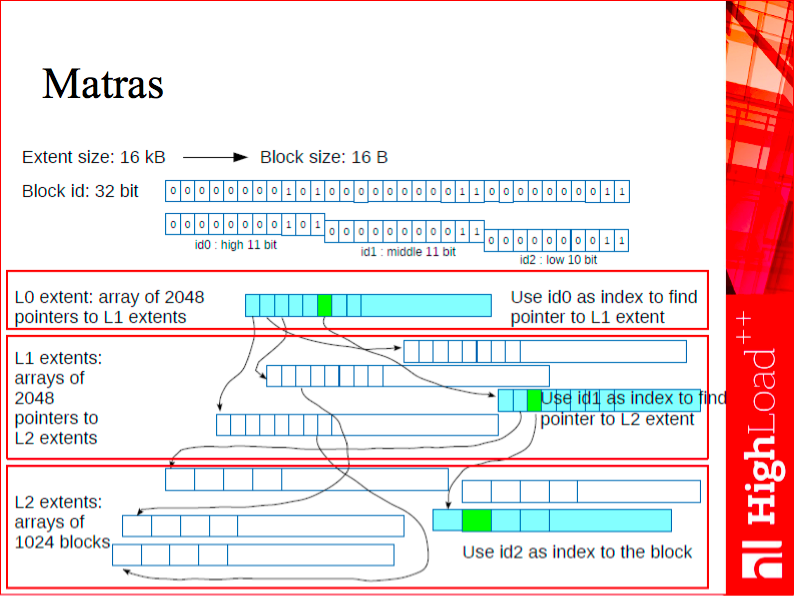 Matras
Extent size: 16 kB
Block size: 16 B
Block id: 32 bit
0 0 0 0 0 0 0 0 1 0 1 0 0 0 0 0 0 0 0 0 1 1 0 0 0 0 0 0 0 0 1 1
0 0 0 0 0 0 0 0 1 0 1
0 0 0 0 0 0 0 0 0 1 1
0 0 0 0 0 0 0 0 1 1
id0 : high 11 bit
id1 : middle 11 bit
id2 : low 10 bit
L0 extent: array of 2048
pointers to L1 extents
Use id0 as index to find
pointer to L1 extent
L1 extents:
arrays of
2048
pointers to
L2 extents
Use id1 as index to find
pointer to L2 extent
L2 extents:
arrays of
1024 blocks
Use id2 as index to the block
HighLoad++